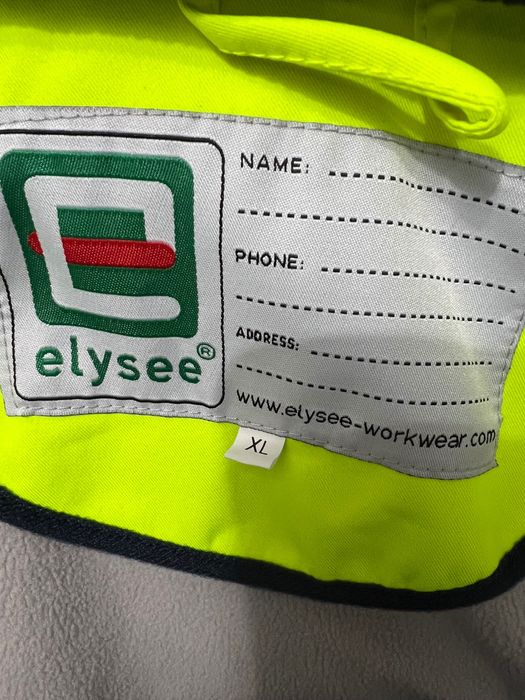 elysee®
NAME:
PHONE:
ADDRESS:
www.elysee-workwear.com
XL